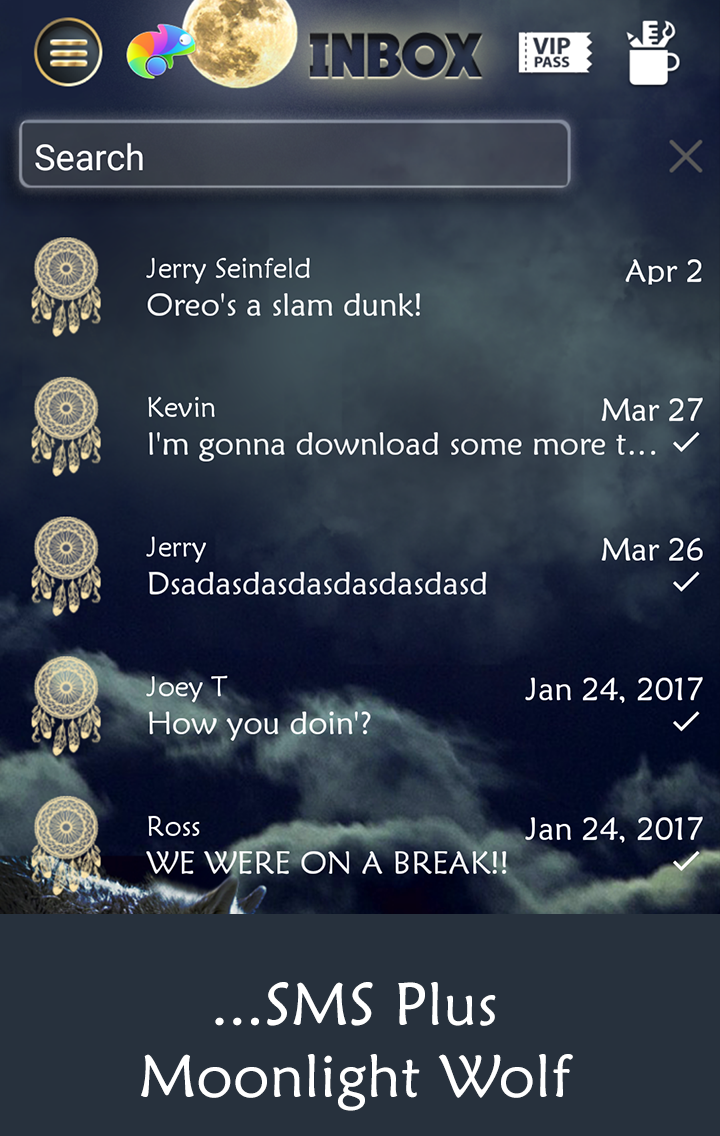 INBOX
VIP
PASS
Search
Jerry Seinfeld
Apr 2
Oreo's a slam dunk!
Kevin
Mar 27
I'm gonna download some more t...
Jerry
Mar 26
Dsadasdasdasdasdasdasd
Joey T
Jan 24, 2017
How you doin'?
Ross
Jan 24, 2017
WE WERE ON A BREAK!!
...SMS Plus
Moonlight Wolf